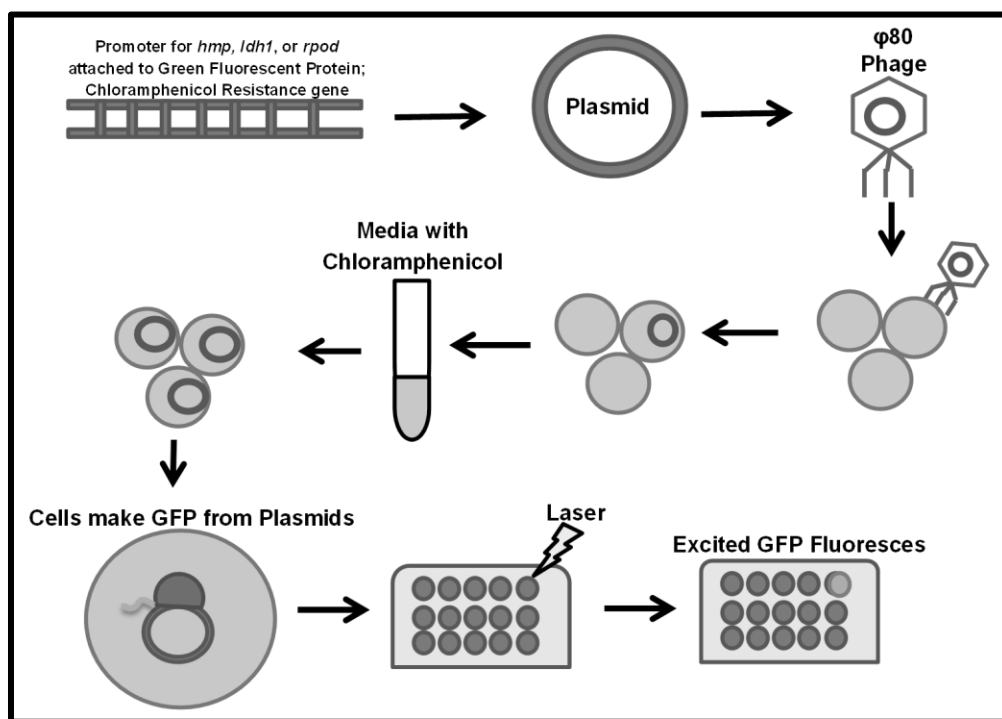 Promoter for hmp, ldh1, or rpod
attached to Green Fluorescent Protein;
Chloramphenicol Resistance gene
Plasmid
φ80
Phage
Media with
Chloramphenicol
Cells make GFP from Plasmids
Laser
Excited GFP Fluoresces